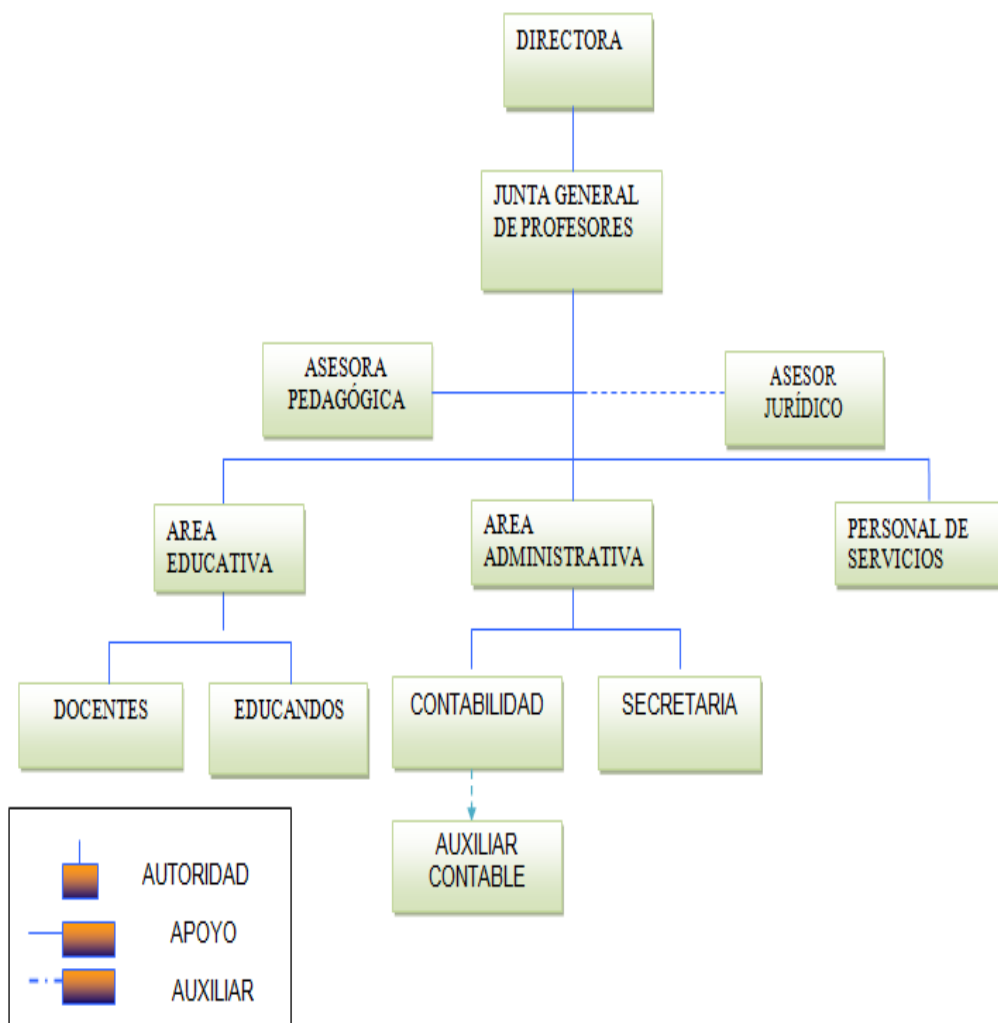 DIRECTORA
JUNTA GENERAL
DE PROFESORES
ASESORA
PEDAGÓGICA
ASESOR
JURÍDICO
AREA
EDUCATIVA
AREA
ADMINISTRATIVA
PERSONAL DE
SERVICIOS
DOCENTES
EDUCANDOS
CONTABILIDAD
SECRETARIA
AUXILIAR
CONTABLE
AUTORIDAD
APOYO
AUXILIAR